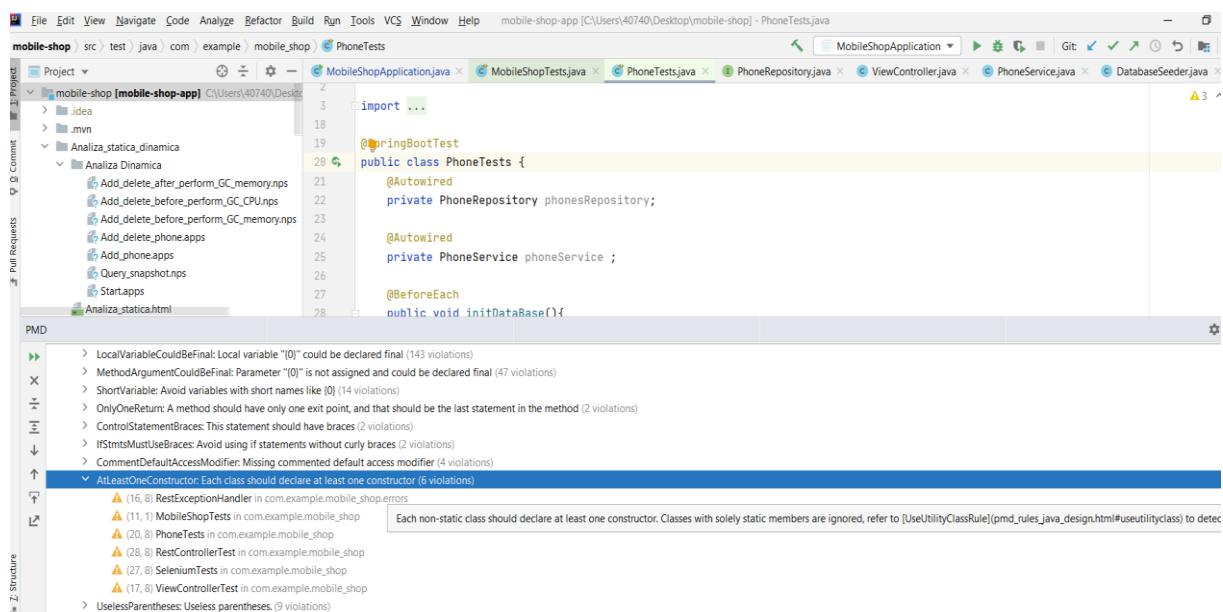 File Edit View Navigate Code Analyze Refactor Build Run Tools VCS Window Help mobile-shop-app [C:\Users\40740\Desktop\mobile-shop] - PhoneTests.java
mobile-shop src test java com example mobile_shop PhoneTests MobileShopApplication Git:
Project MobileShopApplication.java MobileShopTests.java PhoneTests.java PhoneRepository.java ViewController.java PhoneService.java DatabaseSeeder.java
1: Project
0: Commit
Pull Requests
7: Structure
mobile-shop [mobile-shop-app] C:\Users\40740\Deskto
.idea
.mvn
Analiza_statica_dinamica
Analiza Dinamica
Add_delete_after_perform_GC_memory.nps
Add_delete_before_perform_GC_CPU.nps
Add_delete_before_perform_GC_memory.nps
Add_delete_phone.apps
Add_phone.apps
Query_snapshot.nps
Start.apps
Analiza_statica.html
2
3 import ... 3
18
19 @SpringBootTest
20 public class PhoneTests {
21 @Autowired
22 private PhoneRepository phonesRepository;
23
24 @Autowired
25 private PhoneService phoneService ;
26
27 @BeforeEach
28 public void initDataBase(){
PMD
LocalVariableCouldBeFinal: Local variable "{0}" could be declared final (143 violations)
MethodArgumentCouldBeFinal: Parameter "{0}" is not assigned and could be declared final (47 violations)
ShortVariable: Avoid variables with short names like {0} (14 violations)
OnlyOneReturn: A method should have only one exit point, and that should be the last statement in the method (2 violations)
ControlStatementBraces: This statement should have braces (2 violations)
IfStmtsMustUseBraces: Avoid using if statements without curly braces (2 violations)
CommentDefaultAccessModifier: Missing commented default access modifier (4 violations)
AtLeastOneConstructor: Each class should declare at least one constructor (6 violations)
(16, 8) RestExceptionHandler in com.example.mobile_shop.errors
(11, 1) MobileShopTests in com.example.mobile_shop
Each non-static class should declare at least one constructor. Classes with solely static members are ignored, refer to [UseUtilityClassRule](pmd_rules_java_design.html#useutilityclass) to detec
(20, 8) PhoneTests in com.example.mobile_shop
(28, 8) RestControllerTest in com.example.mobile_shop
(27, 8) SeleniumTests in com.example.mobile_shop
(17, 8) ViewControllerTest in com.example.mobile_shop
UselessParentheses: Useless parentheses. (9 violations)